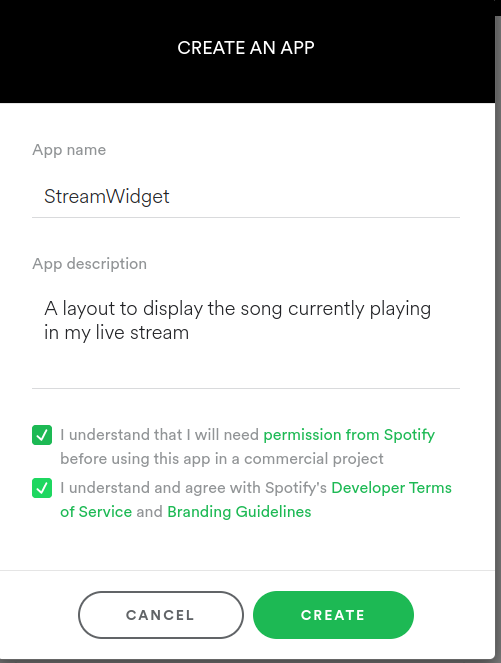 CREATE AN APP
App name
StreamWidget
App description
A layout to display the song currently playing
in my live stream
I understand that I will need permission from Spotify
before using this app in a commercial project
I understand and agree with Spotify's Developer Terms
of Service and Branding Guidelines
CANCEL
CREATE